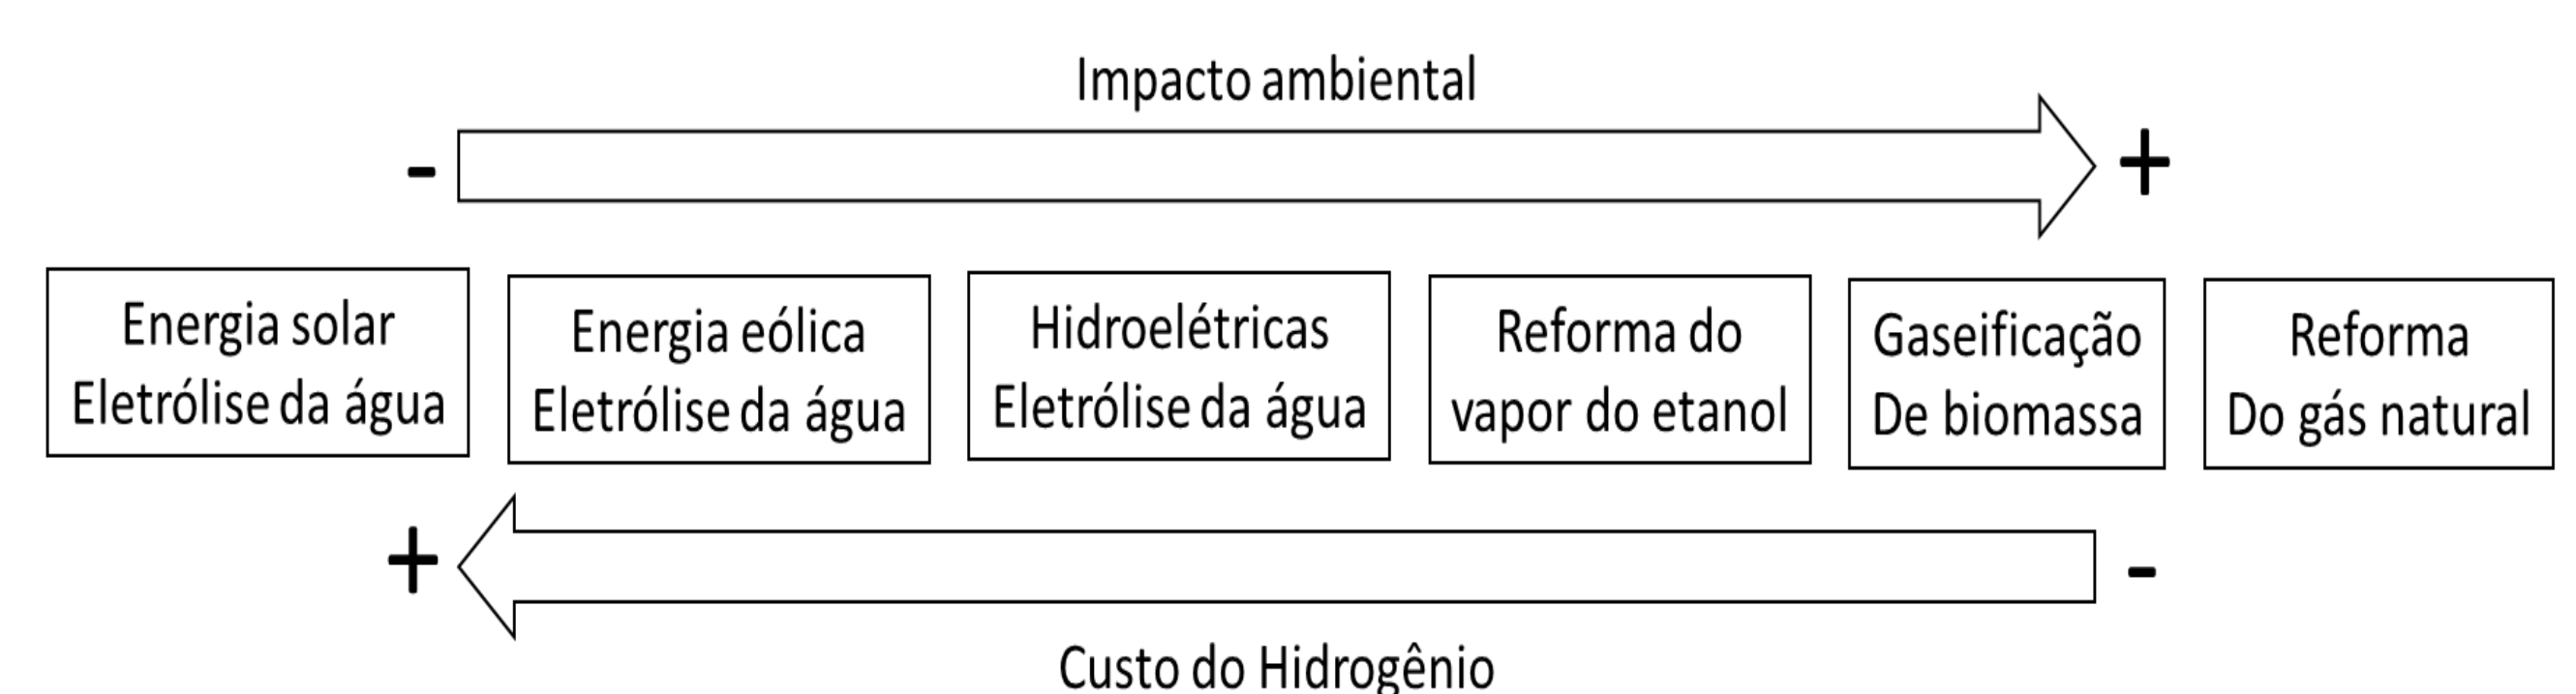 Impacto ambiental
- +
Energia solar
Eletrólise da água
Energia eólica
Eletrólise da água
Hidroelétricas
Eletrólise da água
Reforma do
vapor do etanol
Gaseificação
De biomassa
Reforma
Do gás natural
+ -
Custo do Hidrogênio